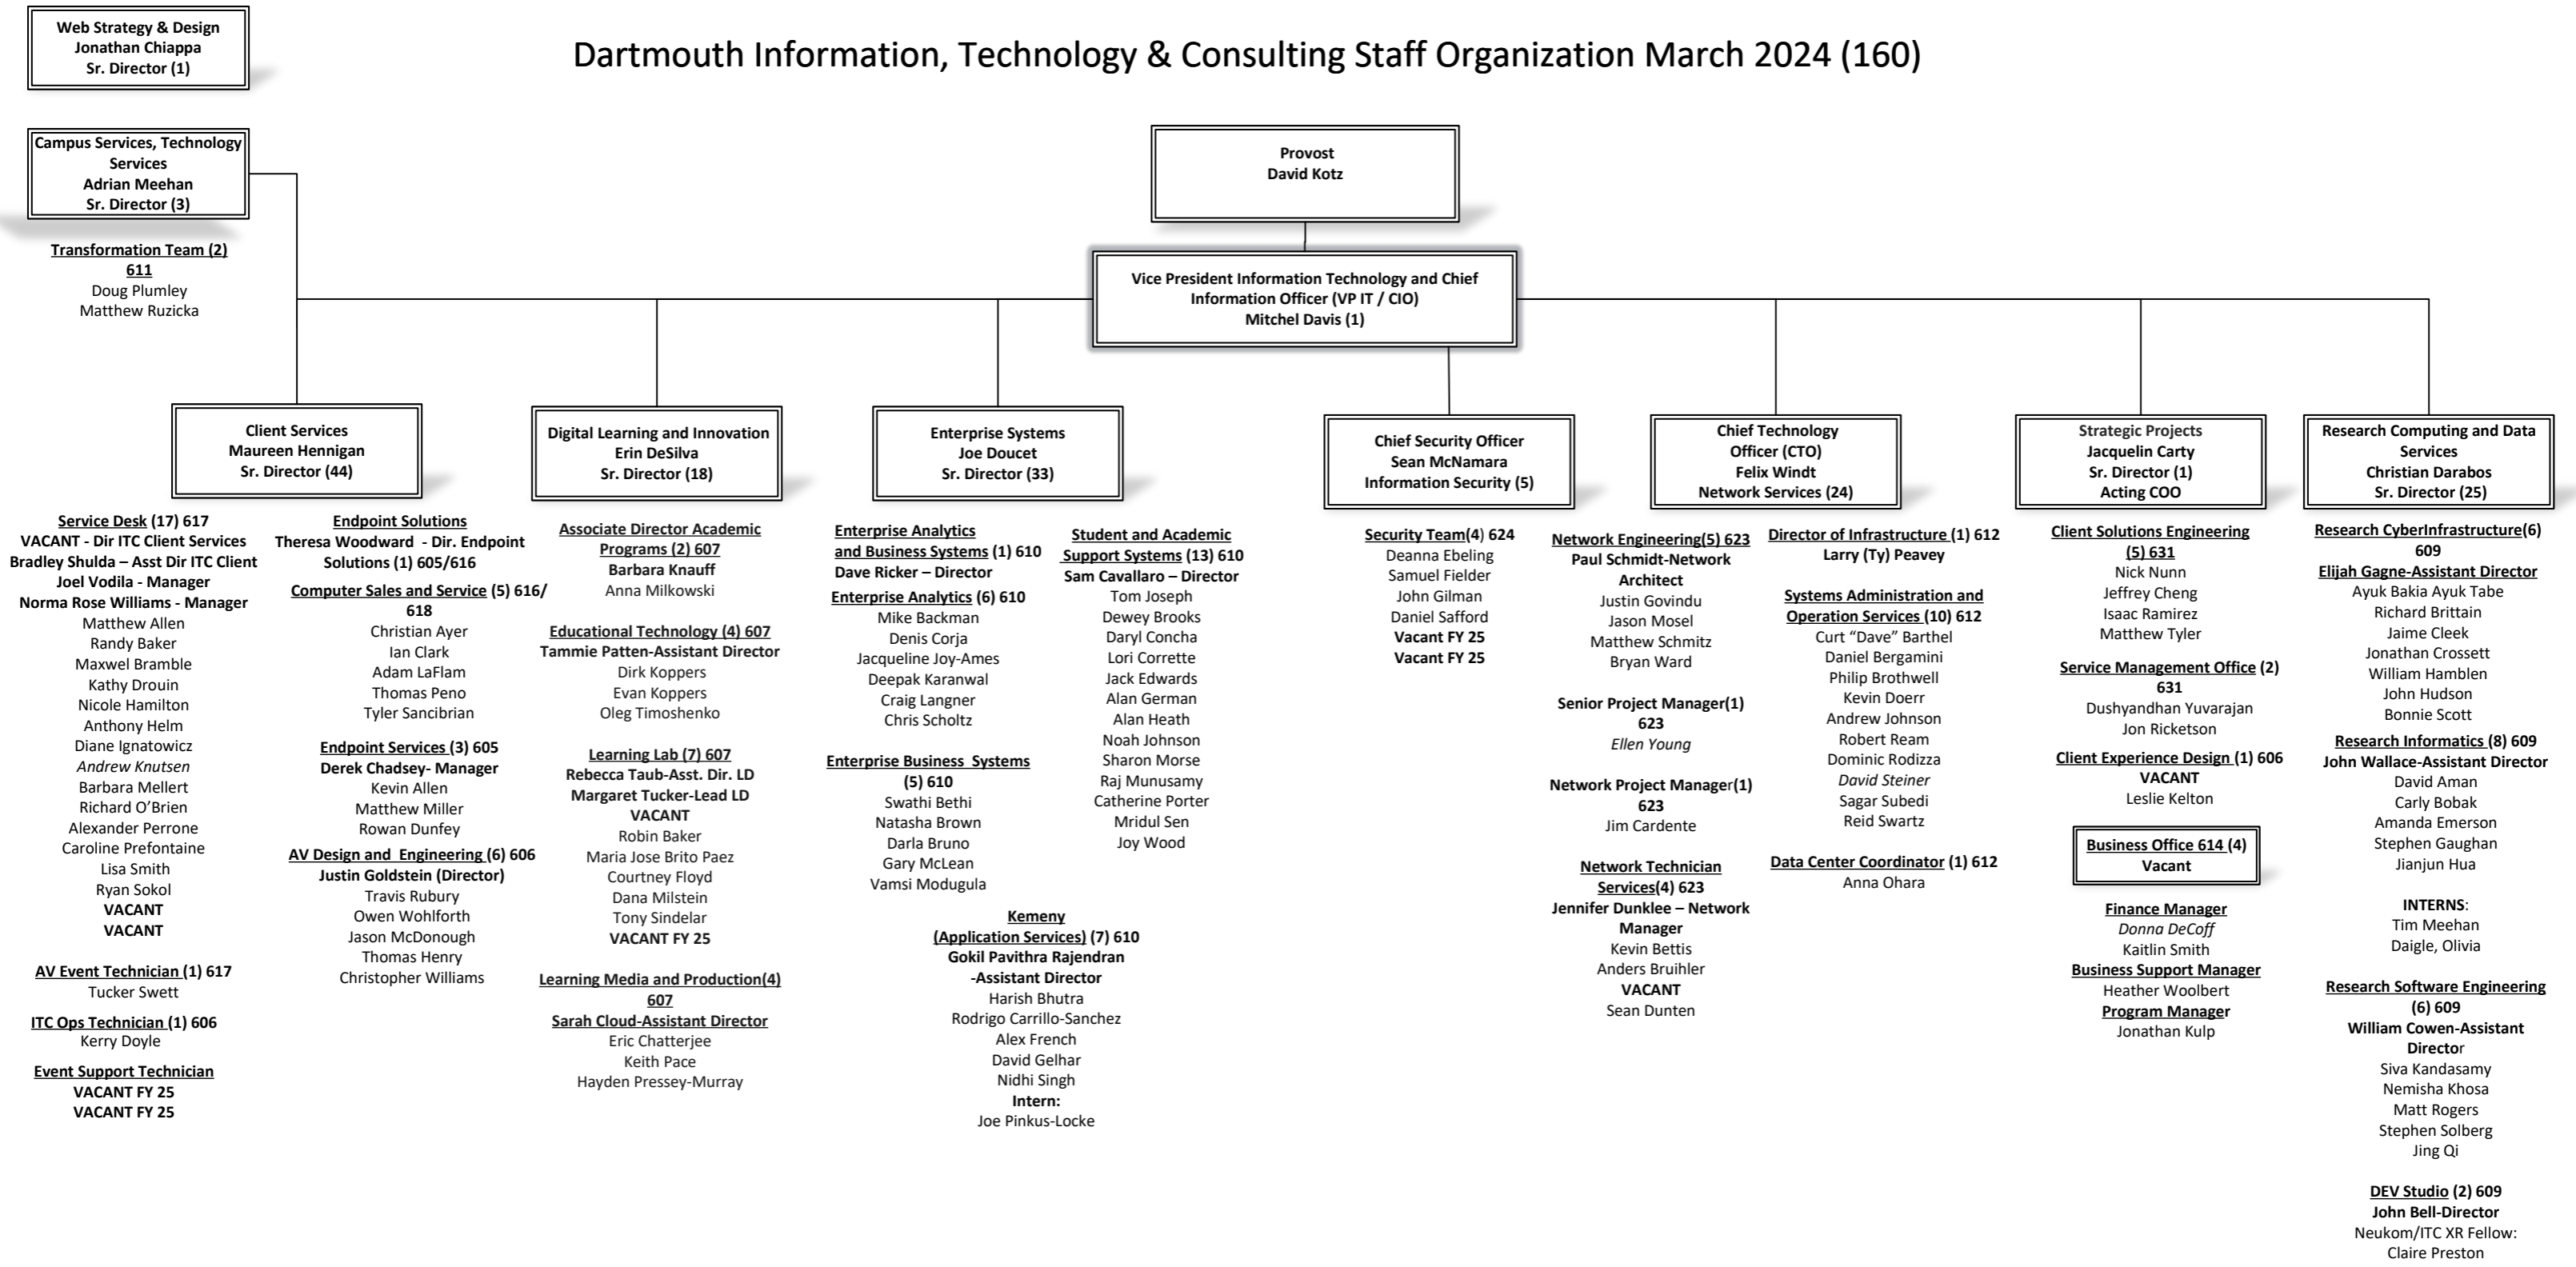 Web Strategy & Design
Jonathan Chiappa
Sr. Director (1)
Dartmouth Information, Technology & Consulting Staff Organization March 2024 (160)
Campus Services, Technology
Services
Adrian Meehan
Sr. Director (3)
Transformation Team (2)
611
Doug Plumley
Matthew Ruzicka
Provost
David Kotz
Vice President Information Technology and Chief
Information Officer (VP IT / CIO)
Mitchel Davis (1)
Client Services
Maureen Hennigan
Sr. Director (44)
Service Desk (17) 617
VACANT - Dir ITC Client Services
Bradley Shulda – Asst Dir ITC Client
Joel Vodila - Manager
Norma Rose Williams - Manager
Matthew Allen
Randy Baker
Maxwel Bramble
Kathy Drouin
Nicole Hamilton
Anthony Helm
Diane Ignatowicz
Andrew Knutsen
Barbara Mellert
Richard O’Brien
Alexander Perrone
Caroline Prefontaine
Lisa Smith
Ryan Sokol
VACANT
VACANT
AV Event Technician (1) 617
Tucker Swett
ITC Ops Technician (1) 606
Kerry Doyle
Event Support Technician
VACANT FY 25
VACANT FY 25
Endpoint Solutions
Theresa Woodward - Dir. Endpoint
Solutions (1) 605/616
Computer Sales and Service (5) 616/
618
Christian Ayer
Ian Clark
Adam LaFlam
Thomas Peno
Tyler Sancibrian
Endpoint Services (3) 605
Derek Chadsey- Manager
Kevin Allen
Matthew Miller
Rowan Dunfey
AV Design and Engineering (6) 606
Justin Goldstein (Director)
Travis Rubury
Owen Wohlforth
Jason McDonough
Thomas Henry
Christopher Williams
Digital Learning and Innovation
Erin DeSilva
Sr. Director (18)
Associate Director Academic
Programs (2) 607
Barbara Knauff
Anna Milkowski
Educational Technology (4) 607
Tammie Patten-Assistant Director
Dirk Koppers
Evan Koppers
Oleg Timoshenko
Learning Lab (7) 607
Rebecca Taub-Asst. Dir. LD
Margaret Tucker-Lead LD
VACANT
Robin Baker
Maria Jose Brito Paez
Courtney Floyd
Dana Milstein
Tony Sindelar
VACANT FY 25
Learning Media and Production(4)
607
Sarah Cloud-Assistant Director
Eric Chatterjee
Keith Pace
Hayden Pressey-Murray
Enterprise Systems
Joe Doucet
Sr. Director (33)
Enterprise Analytics
and Business Systems (1) 610
Dave Ricker – Director
Enterprise Analytics (6) 610
Mike Backman
Denis Corja
Jacqueline Joy-Ames
Deepak Karanwal
Craig Langner
Chris Scholtz
Enterprise Business Systems
(5) 610
Swathi Bethi
Natasha Brown
Darla Bruno
Gary McLean
Vamsi Modugula
Student and Academic
Support Systems (13) 610
Sam Cavallaro – Director
Tom Joseph
Dewey Brooks
Daryl Concha
Lori Corrette
Jack Edwards
Alan German
Alan Heath
Noah Johnson
Sharon Morse
Raj Munusamy
Catherine Porter
Mridul Sen
Joy Wood
Kemeny
(Application Services) (7) 610
Gokil Pavithra Rajendran
-Assistant Director
Harish Bhutra
Rodrigo Carrillo-Sanchez
Alex French
David Gelhar
Nidhi Singh
Intern:
Joe Pinkus-Locke
Chief Security Officer
Sean McNamara
Information Security (5)
Security Team(4) 624
Deanna Ebeling
Samuel Fielder
John Gilman
Daniel Safford
Vacant FY 25
Vacant FY 25
Chief Technology
Officer (CTO)
Felix Windt
Network Services (24)
Network Engineering(5) 623
Paul Schmidt-Network
Architect
Justin Govindu
Jason Mosel
Matthew Schmitz
Bryan Ward
Senior Project Manager(1)
623
Ellen Young
Network Project Manager(1)
623
Jim Cardente
Network Technician
Services(4) 623
Jennifer Dunklee – Network
Manager
Kevin Bettis
Anders Bruihler
VACANT
Sean Dunten
Director of Infrastructure (1) 612
Larry (Ty) Peavey
Systems Administration and
Operation Services (10) 612
Curt “Dave” Barthel
Daniel Bergamini
Philip Brothwell
Kevin Doerr
Andrew Johnson
Robert Ream
Dominic Rodizza
David Steiner
Sagar Subedi
Reid Swartz
Data Center Coordinator (1) 612
Anna Ohara
Strategic Projects
Jacquelin Carty
Sr. Director (1)
Acting COO
Client Solutions Engineering
(5) 631
Nick Nunn
Jeffrey Cheng
Isaac Ramirez
Matthew Tyler
Service Management Office (2)
631
Dushyandhan Yuvarajan
Jon Ricketson
Client Experience Design (1) 606
VACANT
Leslie Kelton
Business Office 614 (4)
Vacant
Finance Manager
Donna DeCoff
Kaitlin Smith
Business Support Manager
Heather Woolbert
Program Manager
Jonathan Kulp
Research Computing and Data
Services
Christian Darabos
Sr. Director (25)
Research CyberInfrastructure(6)
609
Elijah Gagne-Assistant Director
Ayuk Bakia Ayuk Tabe
Richard Brittain
Jaime Cleek
Jonathan Crossett
William Hamblen
John Hudson
Bonnie Scott
Research Informatics (8) 609
John Wallace-Assistant Director
David Aman
Carly Bobak
Amanda Emerson
Stephen Gaughan
Jianjun Hua
INTERNS:
Tim Meehan
Daigle, Olivia
Research Software Engineering
(6) 609
William Cowen-Assistant
Director
Siva Kandasamy
Nemisha Khosa
Matt Rogers
Stephen Solberg
Jing Qi
DEV Studio (2) 609
John Bell-Director
Neukom/ITC XR Fellow:
Claire Preston